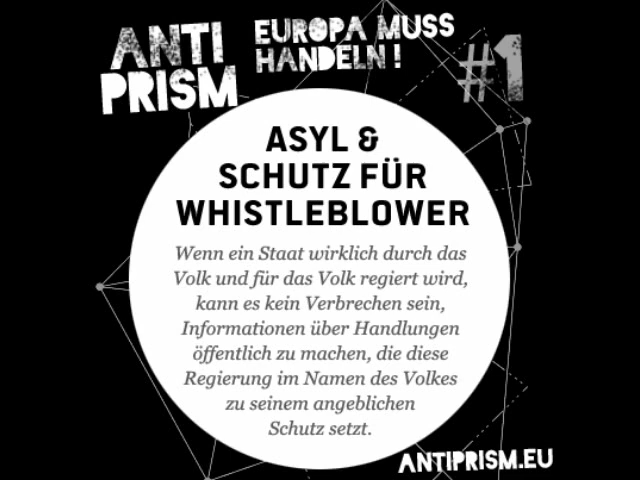 ANTI
PRISM
EUROPA MUSS
HANDELN!
#1
ASYL &
SCHUTZ FÜR
WHISTLEBLOWER
Wenn ein Staat wirklich durch das
Volk und für das Volk regiert wird,
kann es kein Verbrechen sein,
Informationen über Handlungen
öffentlich zu machen, die diese
Regierung im Namen des Volkes
zu seinem angeblichen
Schutz setzt.
ANTIPRISM.EU